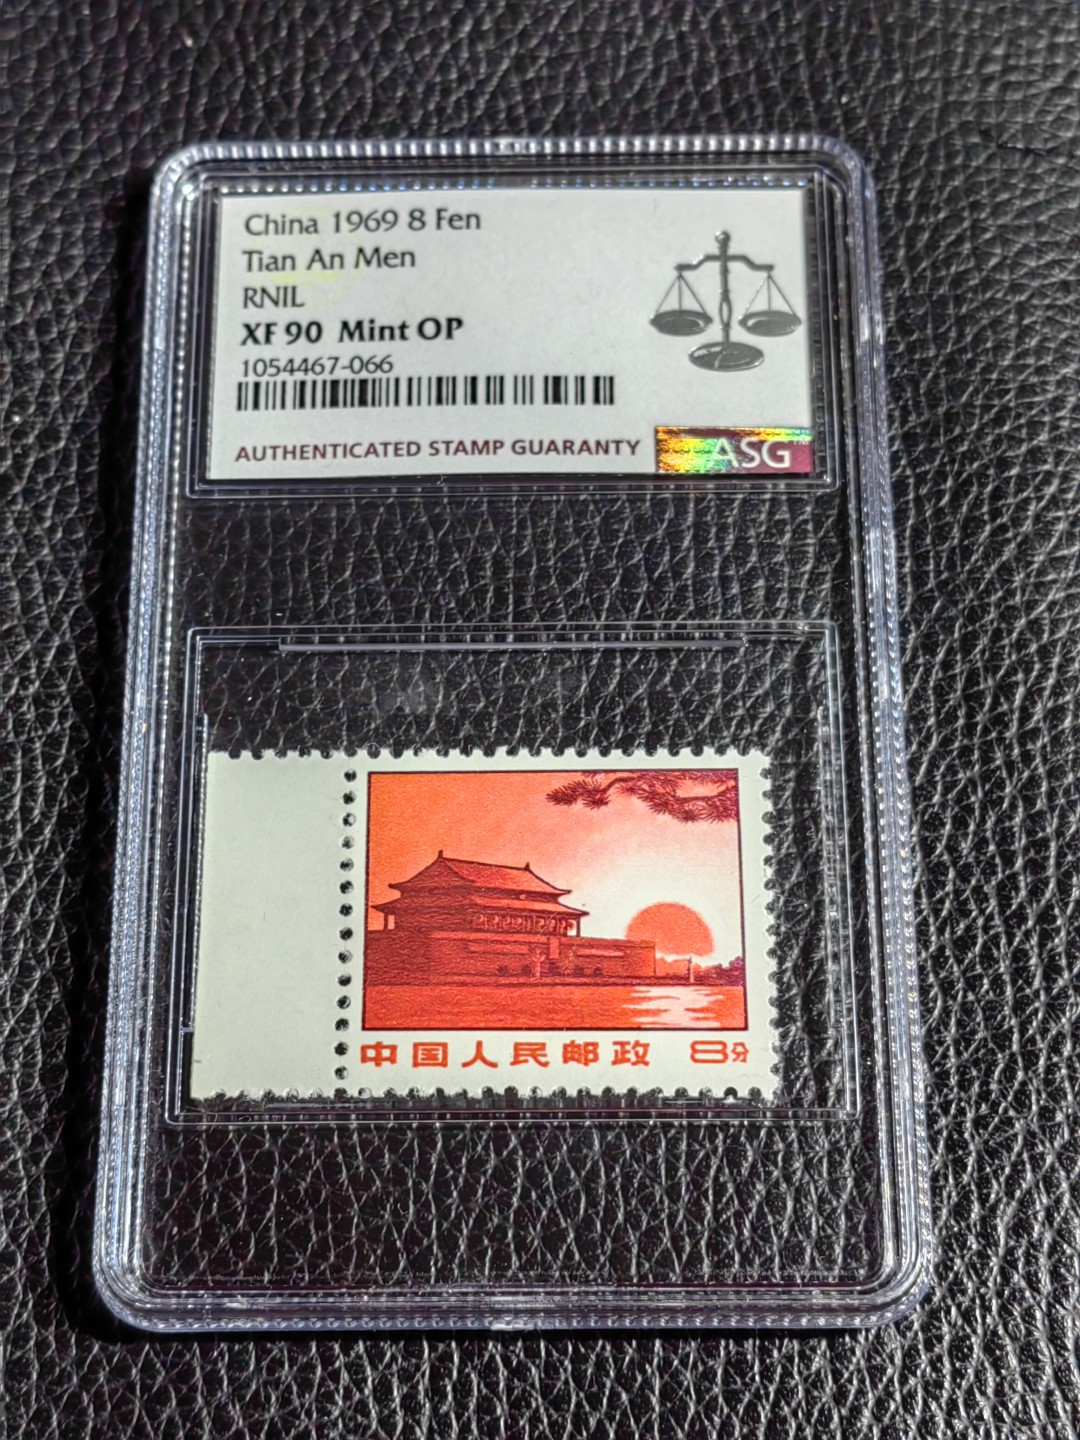 China 1969 8 Fen
Tian An Men
RNIL
XF 90 Mint OP
1054467-066
AUTHENTICATED STAMP GUARANTY
ASG™
中国人民邮政 8分